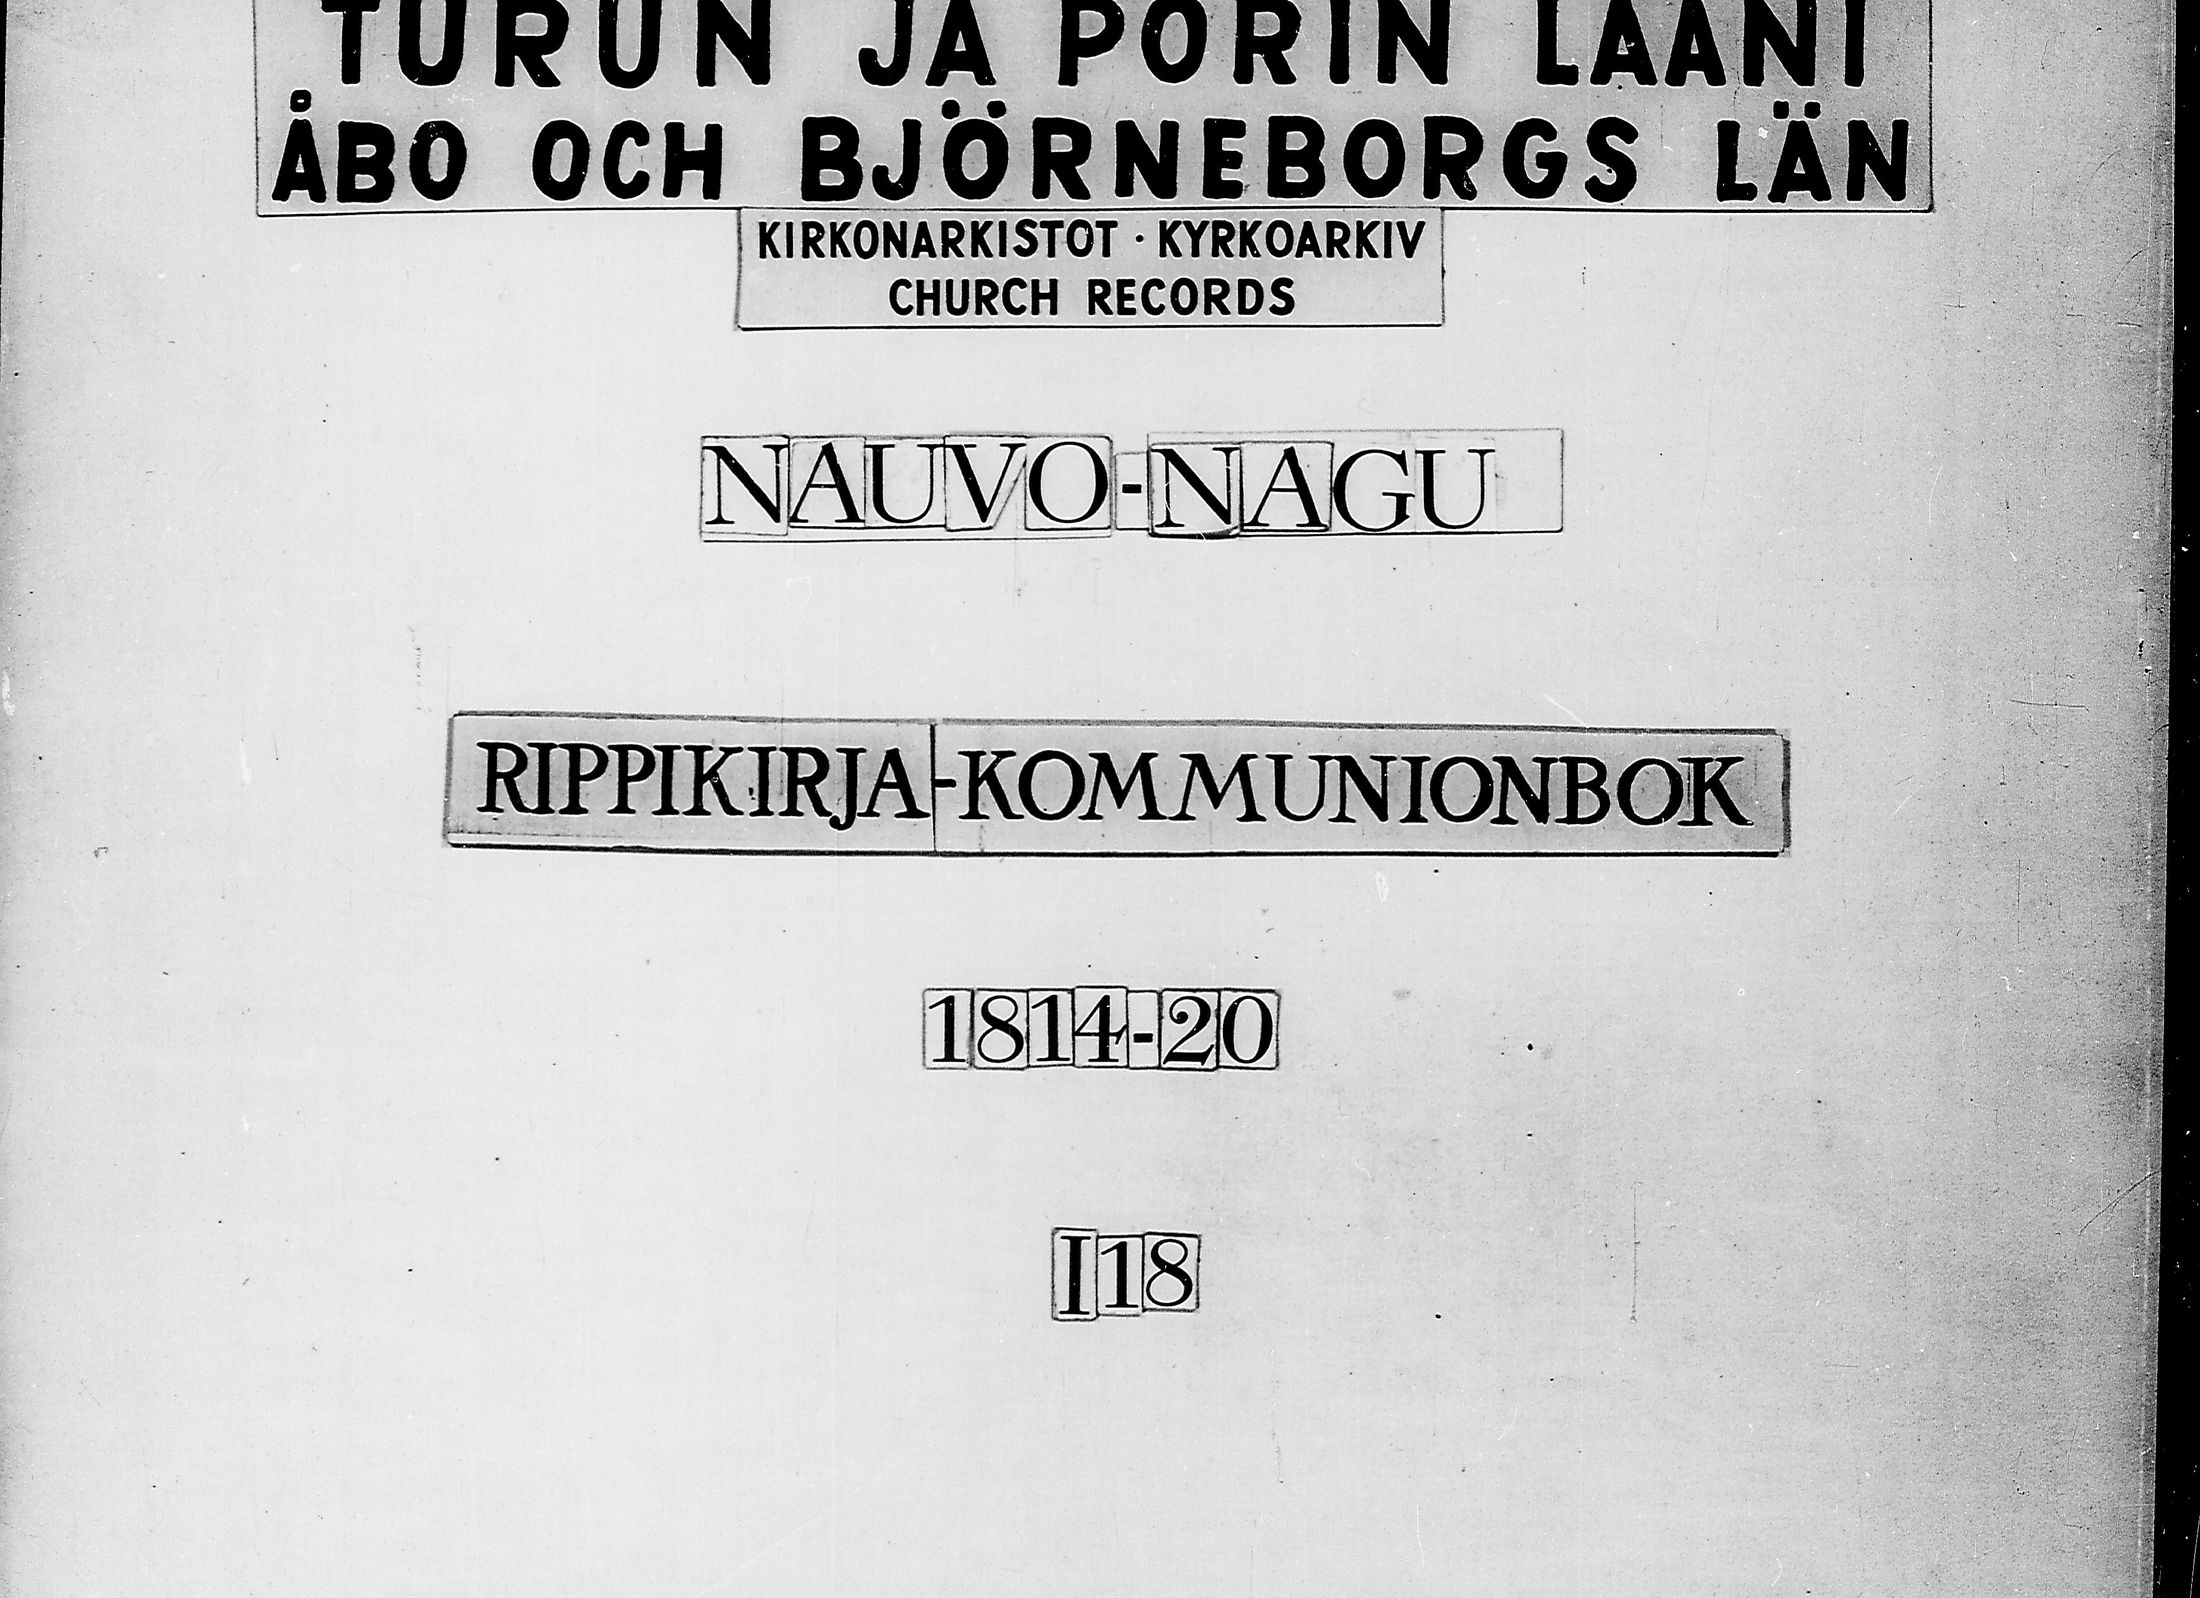 TURUN JA PORIN LÄÄNI
ÅBO OCH BJÖRNEBORGS LÄN
KIRKONARKISTOT · KYRKOARKIV
CHURCH RECORDS
NAUVO-NAGU
RIPPIKIRJA-KOMMUNIONBOK
1814-20
I18